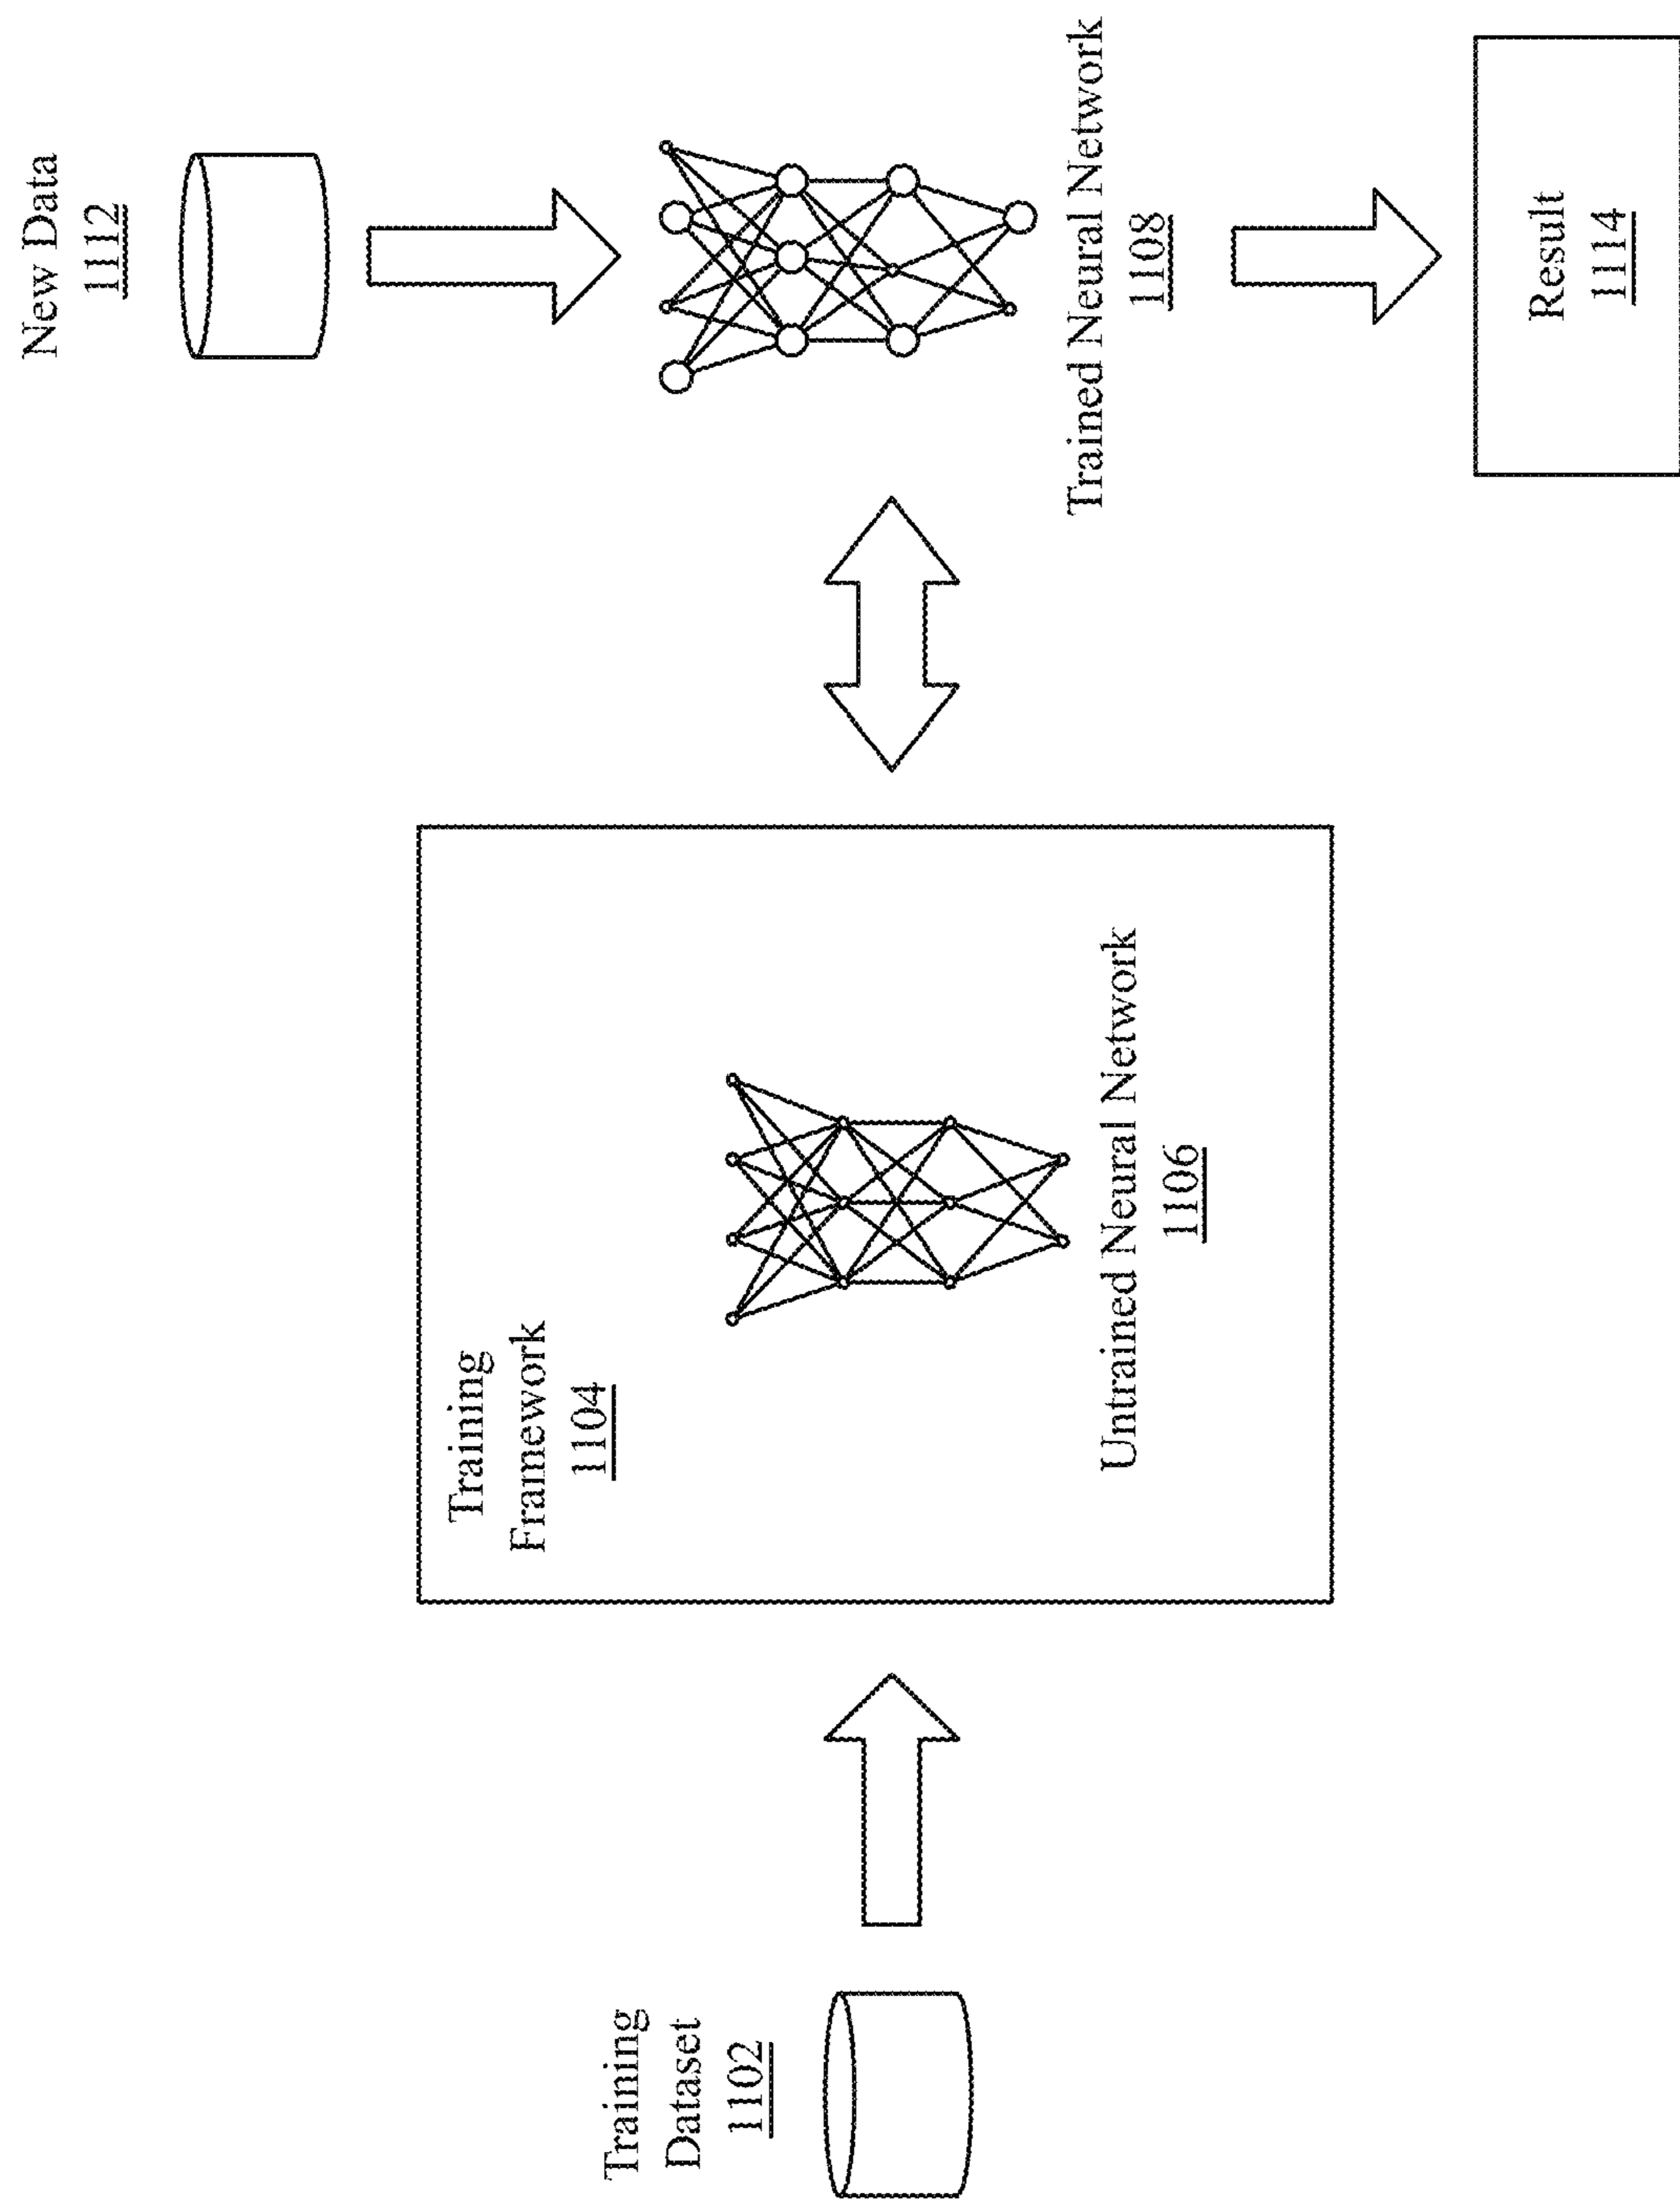 Training
Dataset
1102
Training
Framework
1104
Untrained Neural Network
1106
New Data
1112
Trained Neural Network
1108
Result
1114